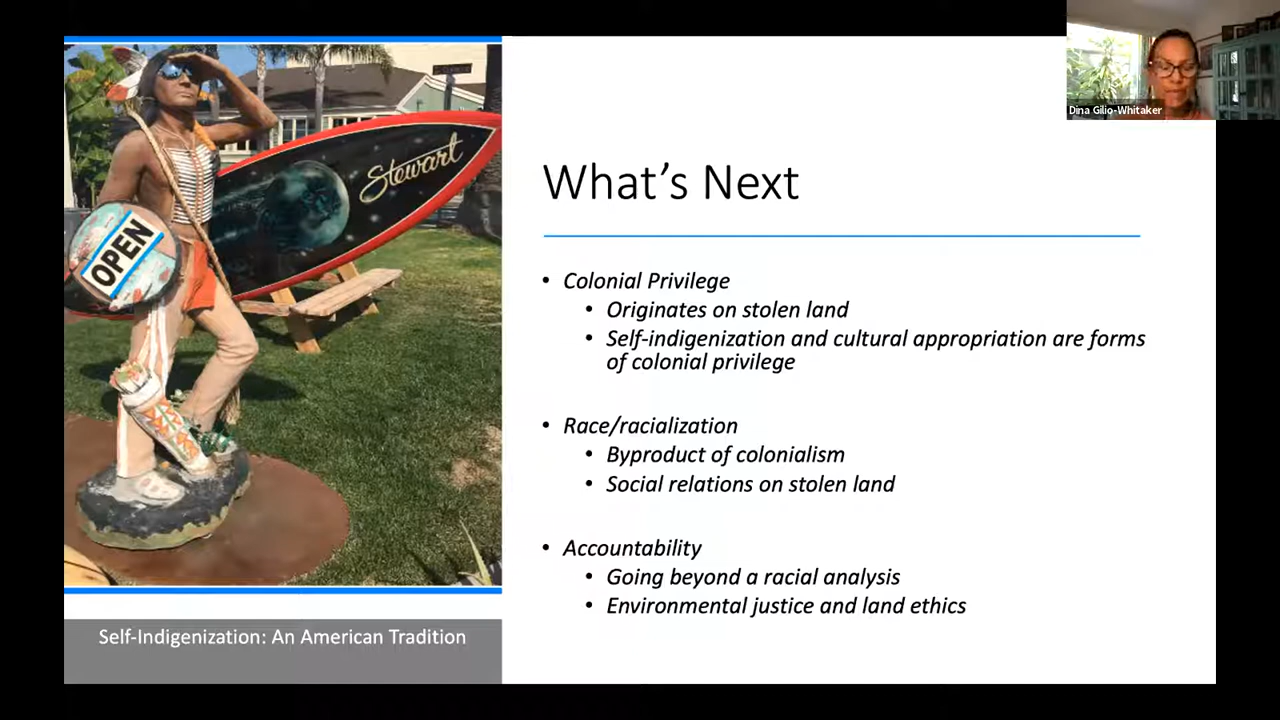 Dina Gilio-Whitaker
Stewart
OPEN
What's Next
• Colonial Privilege
• Originates on stolen land
• Self-indigenization and cultural appropriation are forms
of colonial privilege
• Race/racialization
• Byproduct of colonialism
• Social relations on stolen land
• Accountability
• Going beyond a racial analysis
• Environmental justice and land ethics
Self-Indigenization: An American Tradition